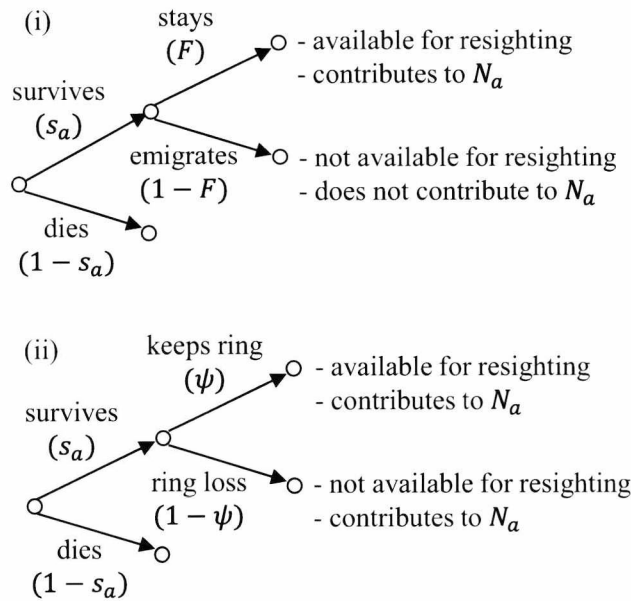 (i)
stays
(F)
- available for resighting
- contributes to N_a
survives
(s_a)
emigrates
(1 − F)
- not available for resighting
- does not contribute to N_a
dies
(1 − s_a)
(ii)
keeps ring
(ψ)
- available for resighting
- contributes to N_a
survives
(s_a)
ring loss
(1 − ψ)
- not available for resighting
- contributes to N_a
dies
(1 − s_a)